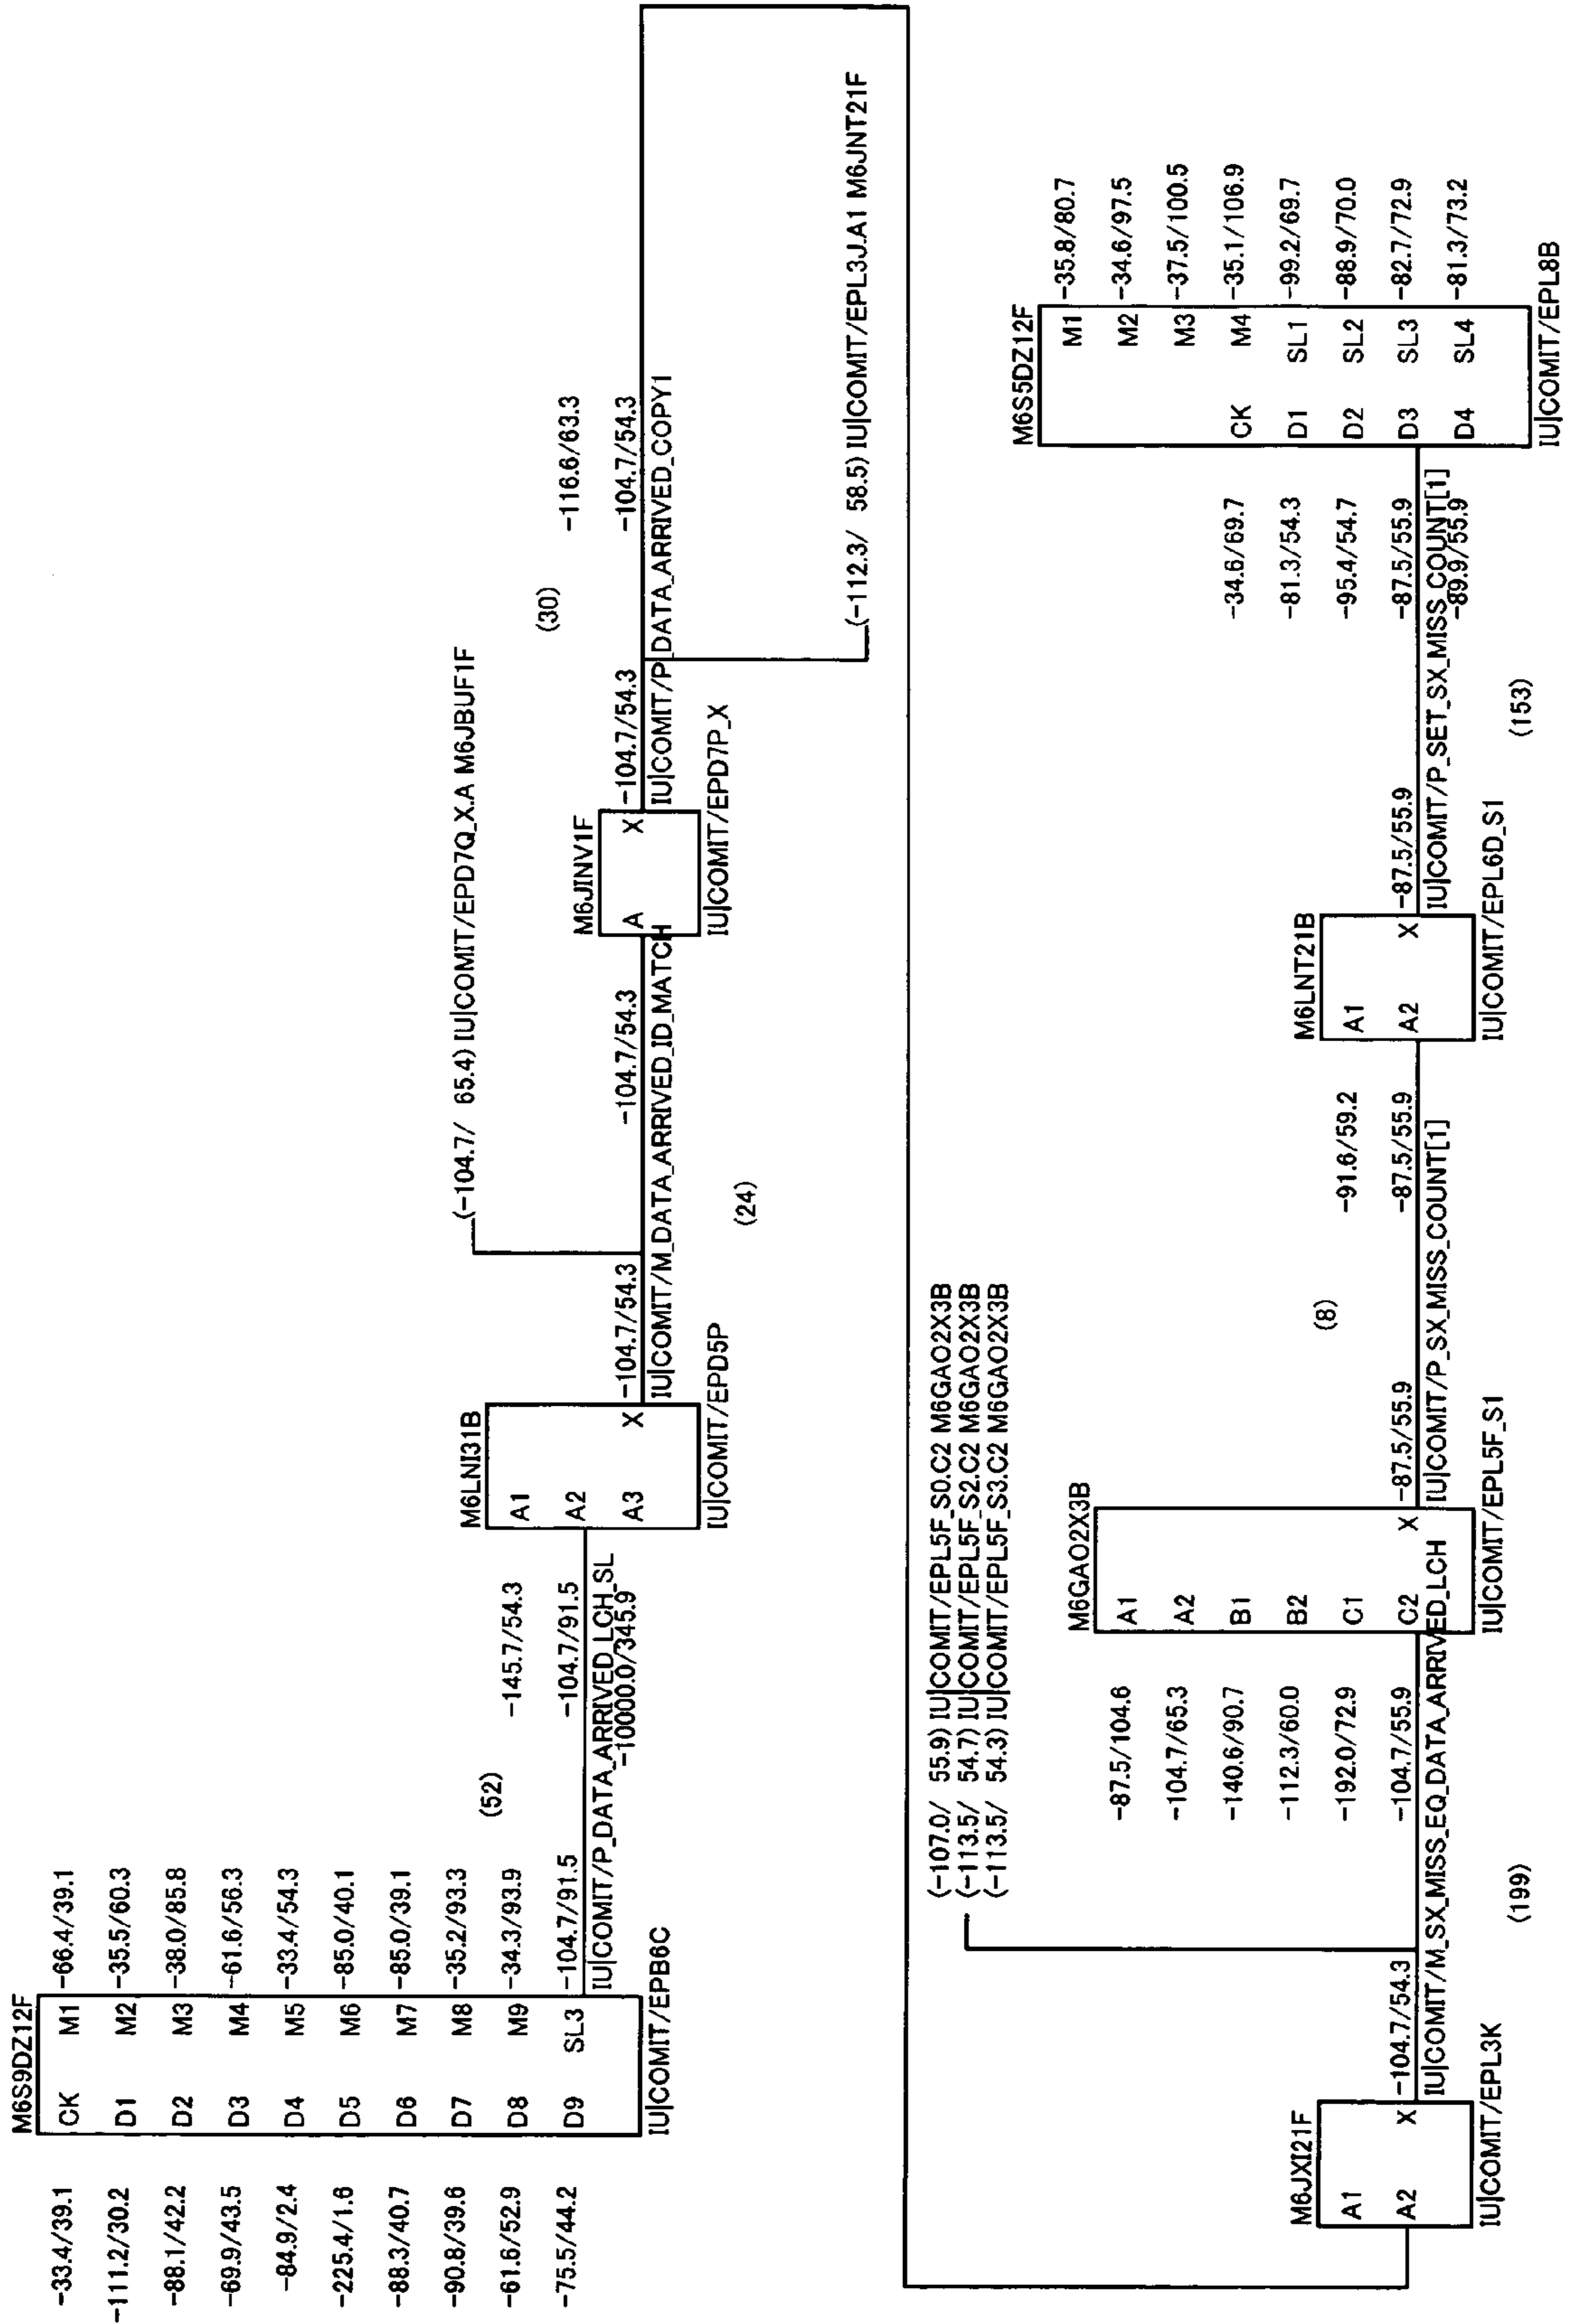 M6S9DZ12F
-33.4/39.1 CK M1 -66.4/39.1
-111.2/30.2 D1 M2 -35.5/60.3
-88.1/42.2 D2 M3 -38.0/85.8
-69.9/43.5 D3 M4 -61.6/56.3
-84.9/2.4 D4 M5 -33.4/54.3
-225.4/1.6 D5 M6 -85.0/40.1
-88.3/40.7 D6 M7 -85.0/39.1
-90.8/39.6 D7 M8 -35.2/93.3
-61.6/52.9 D8 M9 -34.3/93.9
-75.5/44.2 D9 SL3 -104.7/91.5
IU|COMIT/EPB6C
IU|COMIT/P_DATA_ARRIVED_LCH_SL
(52)
-145.7/54.3
-104.7/91.5
-10000.0/345.9
M6LNI31B
A1
A2
A3 X -104.7/54.3
IU|COMIT/EPD5P
IU|COMIT/M_DATA_ARRIVED_ID_MATCH
(-104.7/ 65.4) IU|COMIT/EPD7Q_X.A M6JBUF1F
(24)
-104.7/54.3
M6JINV1F
A X -104.7/54.3
IU|COMIT/EPD7P_X
IU|COMIT/P_DATA_ARRIVED_COPY1
(30)
-116.6/63.3
-104.7/54.3
(-112.3/ 58.5) IU|COMIT/EPL3J.A1 M6JNT21F
M6JXI21F
A1
A2 X -104.7/54.3
IU|COMIT/EPL3K
IU|COMIT/M_SX_MISS_EQ_DATA_ARRIVED_LCH
(-107.0/ 55.9) IU|COMIT/EPL5F_S0.C2 M6GAO2X3B
(-113.5/ 54.7) IU|COMIT/EPL5F_S2.C2 M6GAO2X3B
(-113.5/ 54.3) IU|COMIT/EPL5F_S3.C2 M6GAO2X3B
(199)
M6GAO2X3B
-87.5/104.6 A1
-104.7/65.3 A2
-140.6/90.7 B1
-112.3/60.0 B2
-192.0/72.9 C1
-104.7/55.9 C2 X -87.5/55.9
IU|COMIT/EPL5F_S1
IU|COMIT/P_SX_MISS_COUNT[1]
(8)
M6LNT21B
-91.6/59.2 A1
-87.5/55.9 A2 X -87.5/55.9
IU|COMIT/EPL6D_S1
IU|COMIT/P_SET_SX_MISS_COUNT[1]
(153)
M6S5DZ12F
M1 -35.8/80.7
M2 -34.6/97.5
M3 -37.5/100.5
-34.6/69.7 CK M4 -35.1/106.9
-81.3/54.3 D1 SL1 -99.2/69.7
-95.4/54.7 D2 SL2 -88.9/70.0
-87.5/55.9 D3 SL3 -82.7/72.9
-89.9/55.9 D4 SL4 -81.3/73.2
IU|COMIT/EPL8B